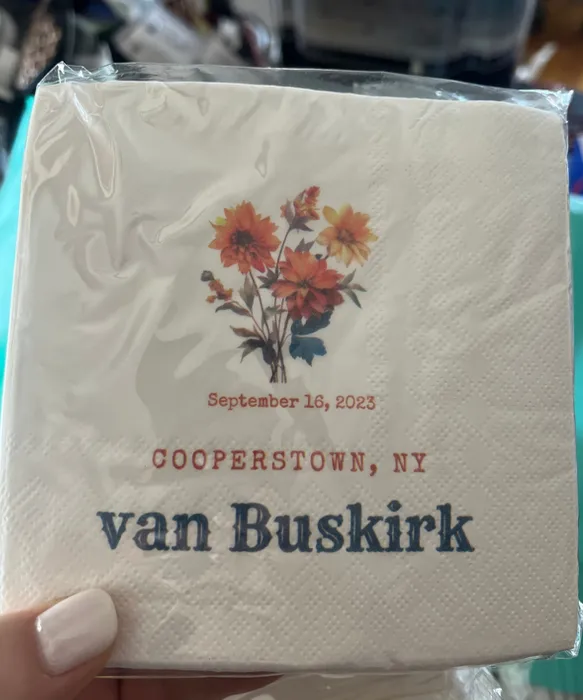 September 16, 2023
COOPERSTOWN, NY
van Buskirk